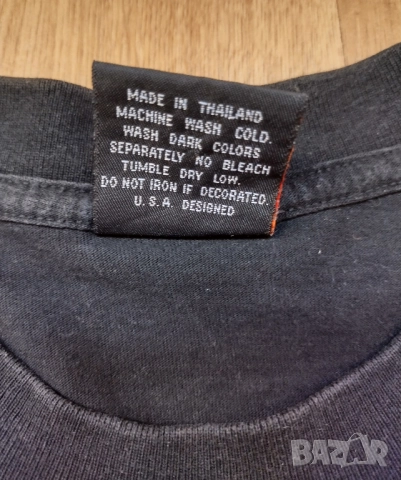 MADE IN THAILAND
MACHINE WASH COLD.
WASH DARK COLORS
SEPARATELY NO BLEACH
TUMBLE DRY LOW.
DO NOT IRON IF DECORATED.
U.S.A. DESIGNED
BAZAR